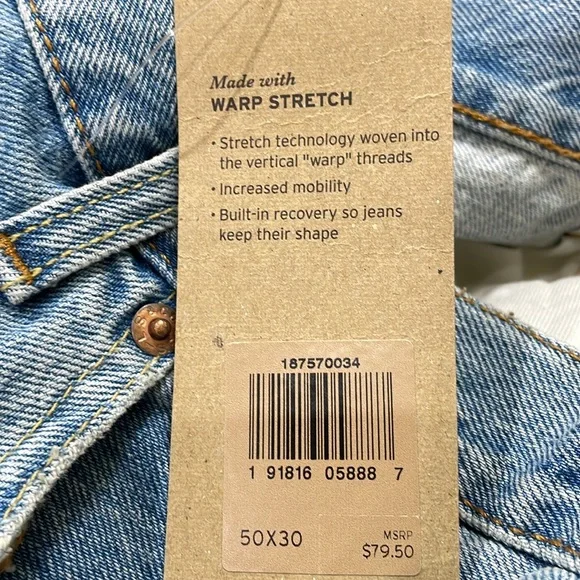 Made with
WARP STRETCH
• Stretch technology woven into
the vertical "warp" threads
• Increased mobility
• Built-in recovery so jeans
keep their shape
187570034
1 91816 05888 7
50X30
MSRP
$79.50